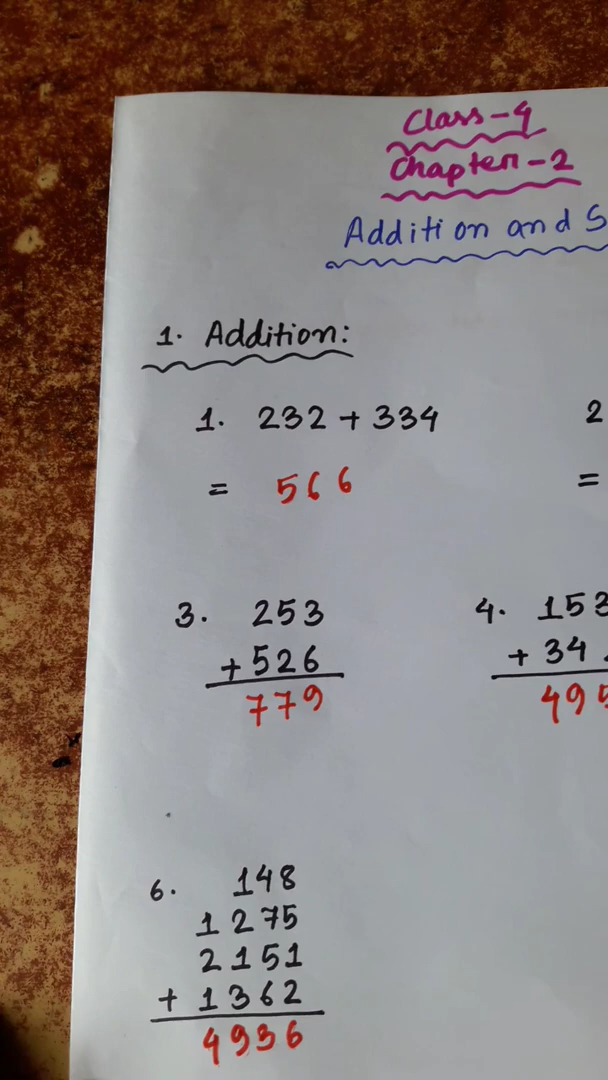 Class-4
Chapter-2
Addition and S
1. Addition:
1. 232 + 334
2
= 566
=
3. 253
+526
779
4. 153
+ 34
495
6. 148
1275
2151
+ 1362
4936